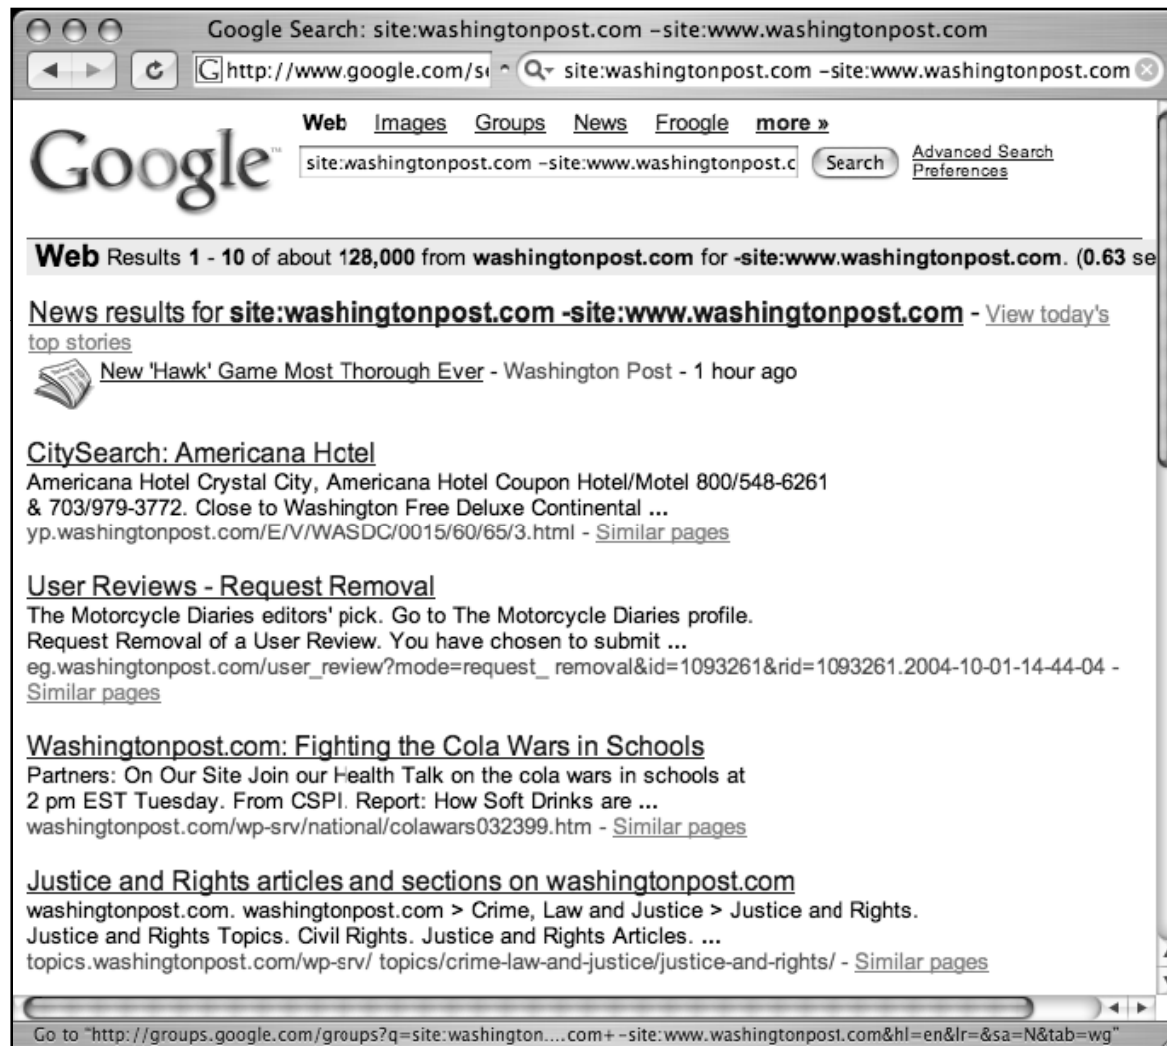 Google Search: site:washingtonpost.com –site:www.washingtonpost.com
G http://www.google.com/se site:washingtonpost.com –site:www.washingtonpost.com
Web Images Groups News Froogle more »
Google™
site:washingtonpost.com –site:www.washingtonpost.c Search Advanced Search
Preferences
Web Results 1 - 10 of about 128,000 from washingtonpost.com for -site:www.washingtonpost.com. (0.63 se
News results for site:washingtonpost.com -site:www.washingtonpost.com - View today's
top stories
New 'Hawk' Game Most Thorough Ever - Washington Post - 1 hour ago
CitySearch: Americana Hotel
Americana Hotel Crystal City, Americana Hotel Coupon Hotel/Motel 800/548-6261
& 703/979-3772. Close to Washington Free Deluxe Continental ...
yp.washingtonpost.com/E/V/WASDC/0015/60/65/3.html - Similar pages
User Reviews - Request Removal
The Motorcycle Diaries editors' pick. Go to The Motorcycle Diaries profile.
Request Removal of a User Review. You have chosen to submit ...
eg.washingtonpost.com/user_review?mode=request_ removal&id=1093261&rid=1093261.2004-10-01-14-44-04 -
Similar pages
Washingtonpost.com: Fighting the Cola Wars in Schools
Partners: On Our Site Join our Health Talk on the cola wars in schools at
2 pm EST Tuesday. From CSPI. Report: How Soft Drinks are ...
washingtonpost.com/wp-srv/national/colawars032399.htm - Similar pages
Justice and Rights articles and sections on washingtonpost.com
washingtonpost.com. washingtonpost.com > Crime, Law and Justice > Justice and Rights.
Justice and Rights Topics. Civil Rights. Justice and Rights Articles. ...
topics.washingtonpost.com/wp-srv/ topics/crime-law-and-justice/justice-and-rights/ - Similar pages
Go to "http://groups.google.com/groups?q=site:washington....com+–site:www.washingtonpost.com&hl=en&lr=&sa=N&tab=wg"